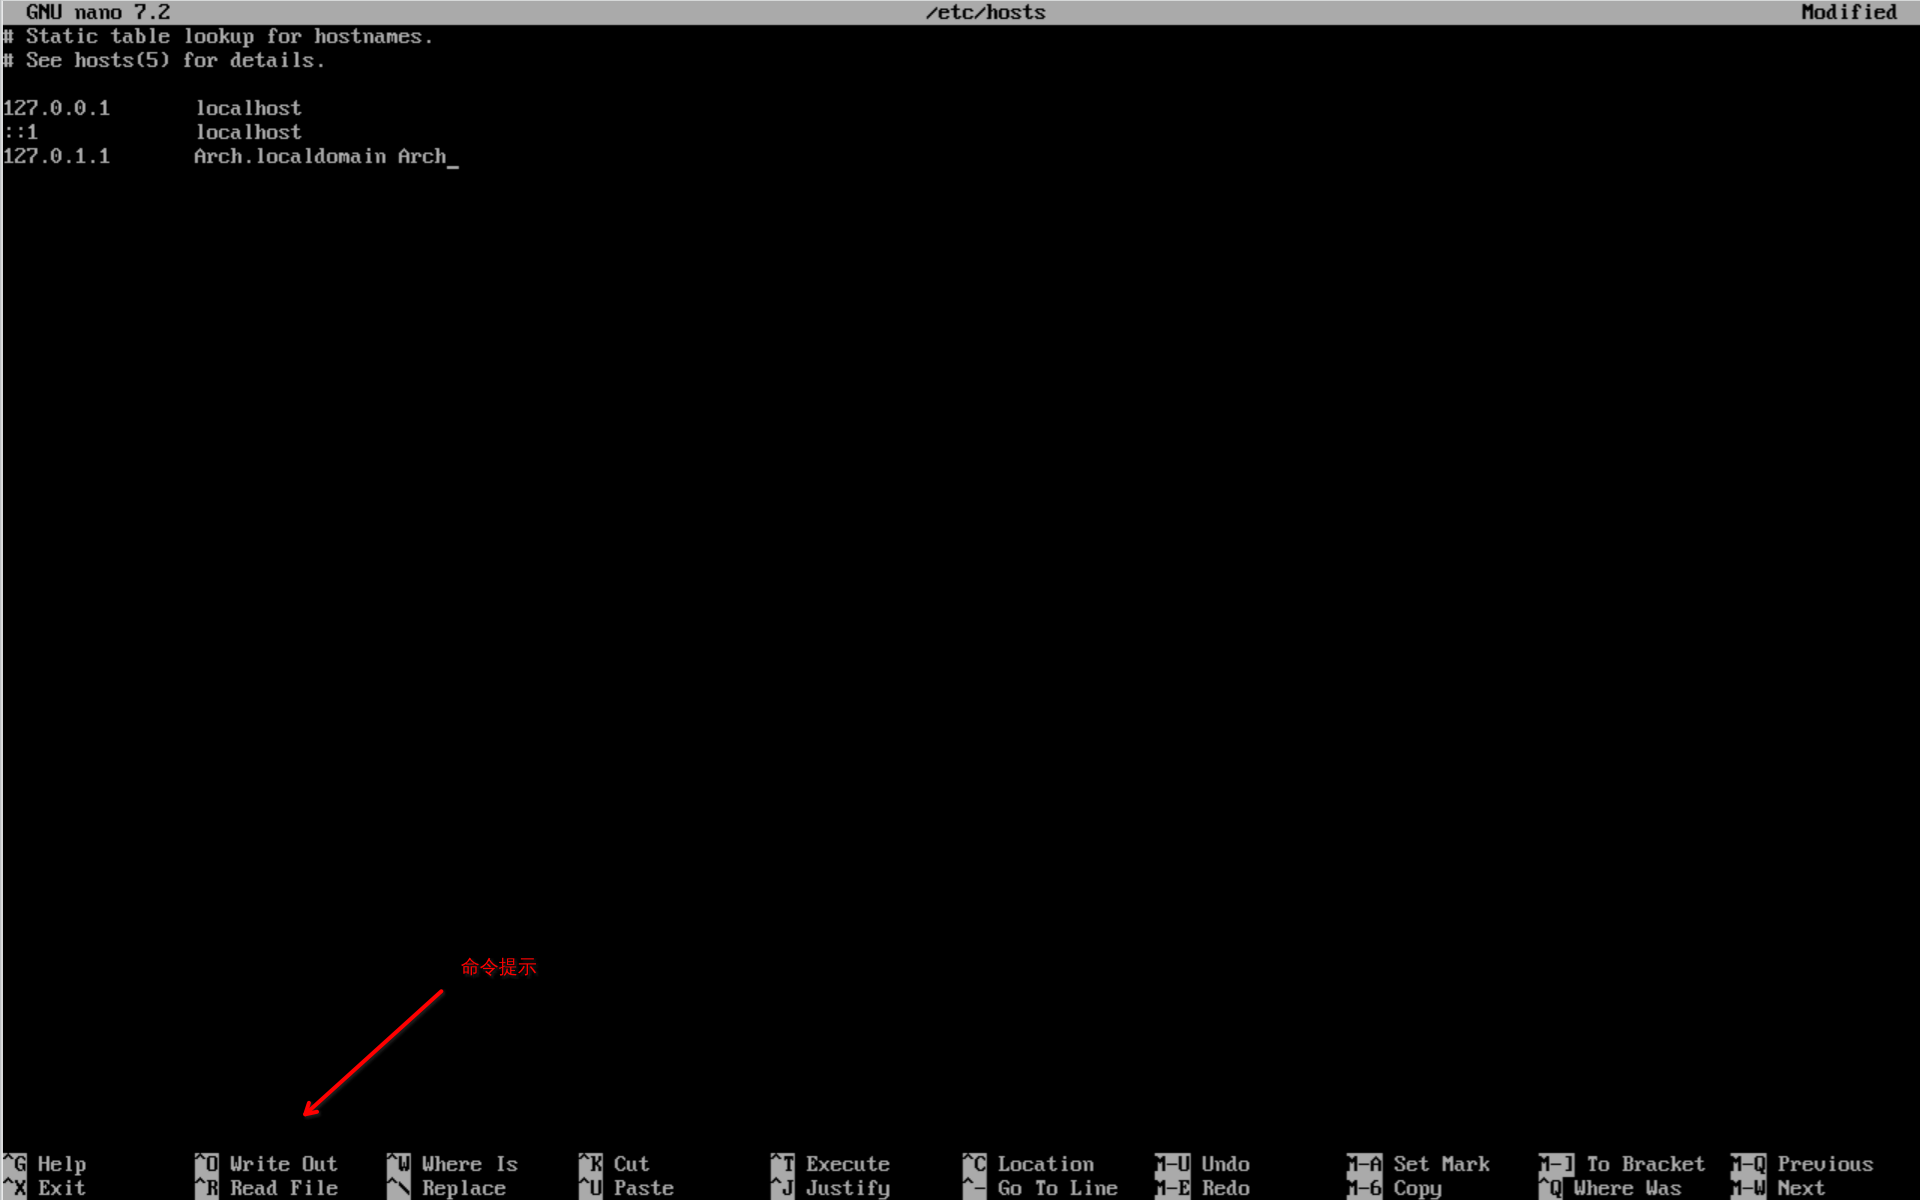 GNU nano 7.2 /etc/hosts Modified
# Static table lookup for hostnames.
# See hosts(5) for details.
127.0.0.1 localhost
::1 localhost
127.0.1.1 Arch.localdomain Arch_
命令提示
^G Help ^O Write Out ^W Where Is ^K Cut ^T Execute ^C Location M-U Undo M-A Set Mark M-] To Bracket M-Q Previous
^X Exit ^R Read File ^\ Replace ^U Paste ^J Justify ^- Go To Line M-E Redo M-6 Copy ^Q Where Was M-W Next